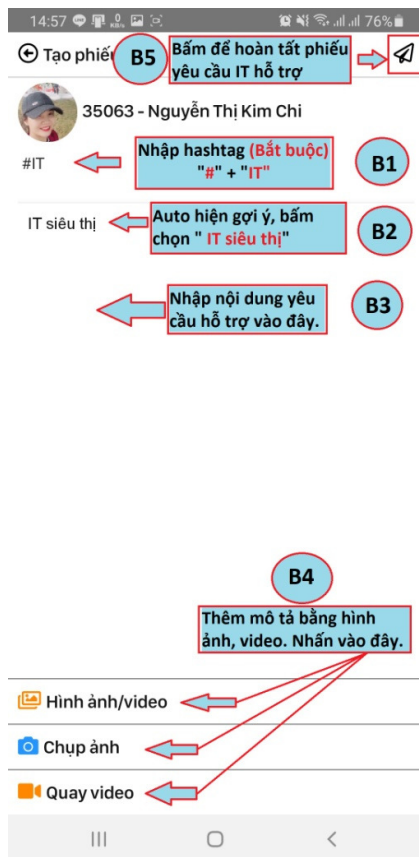 14:57 76%
Tạo phiế
B5
Bấm để hoàn tất phiếu
yêu cầu IT hỗ trợ
35063 - Nguyễn Thị Kim Chi
#IT
Nhập hashtag (Bắt buộc)
"#" + "IT"
B1
IT siêu thị
Auto hiện gợi ý, bấm
chọn " IT siêu thị"
B2
Nhập nội dung yêu
cầu hỗ trợ vào đây.
B3
B4
Thêm mô tả bằng hình
ảnh, video. Nhấn vào đây.
Hình ảnh/video
Chụp ảnh
Quay video